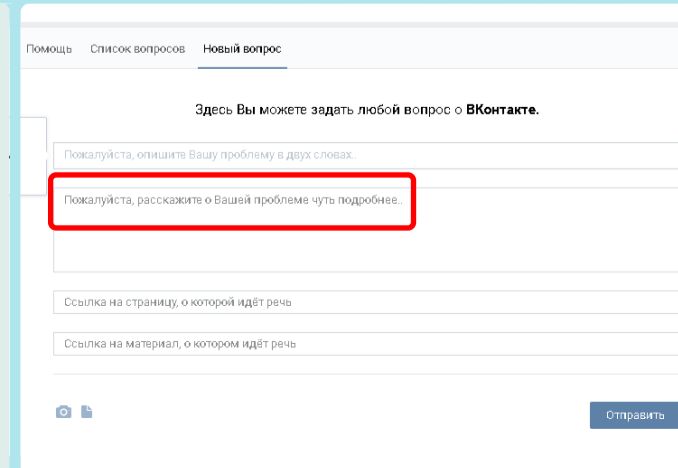 Помощь Список вопросов Новый вопрос
Здесь Вы можете задать любой вопрос о ВКонтакте.
Пожалуйста, опишите Вашу проблему в двух словах..
Пожалуйста, расскажите о Вашей проблеме чуть подробнее..
Ссылка на страницу, о которой идёт речь
Ссылка на материал, о котором идёт речь
Отправить